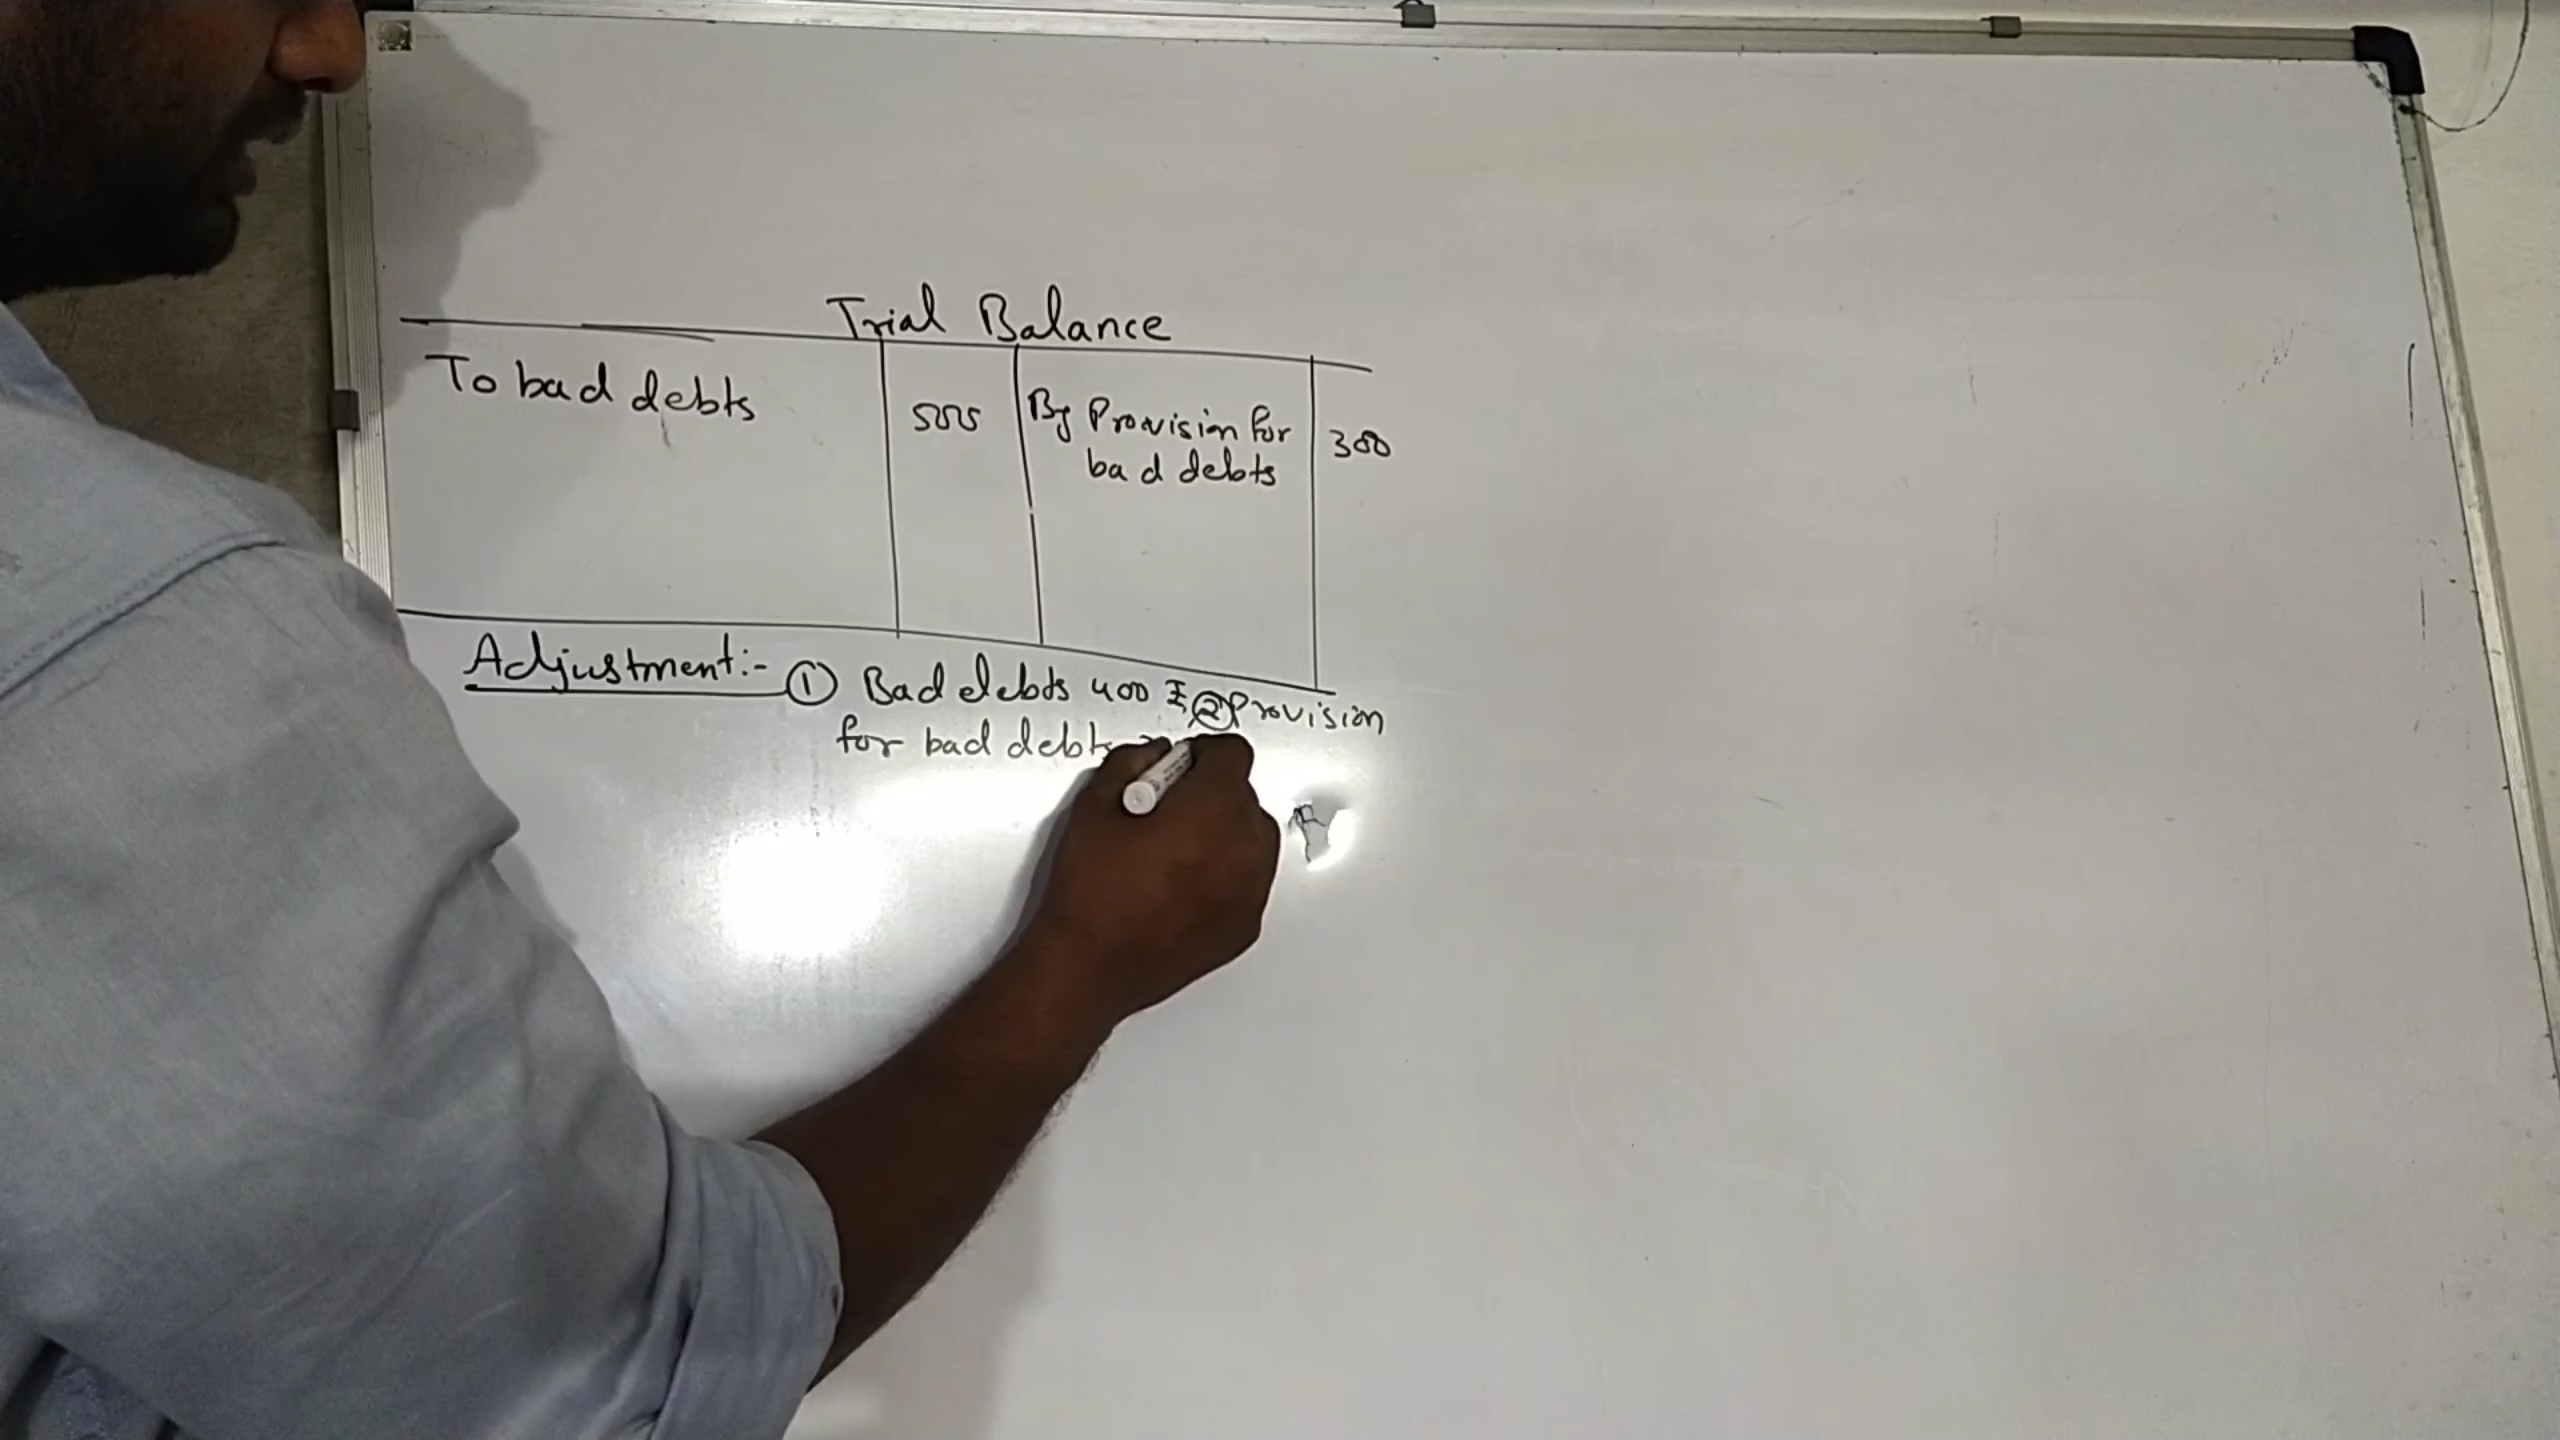 Trial Balance
To bad debts 500 By Provision for 300
bad debts
Adjustment:- ① Bad debts 400 ₹, ② Provision
for bad debts